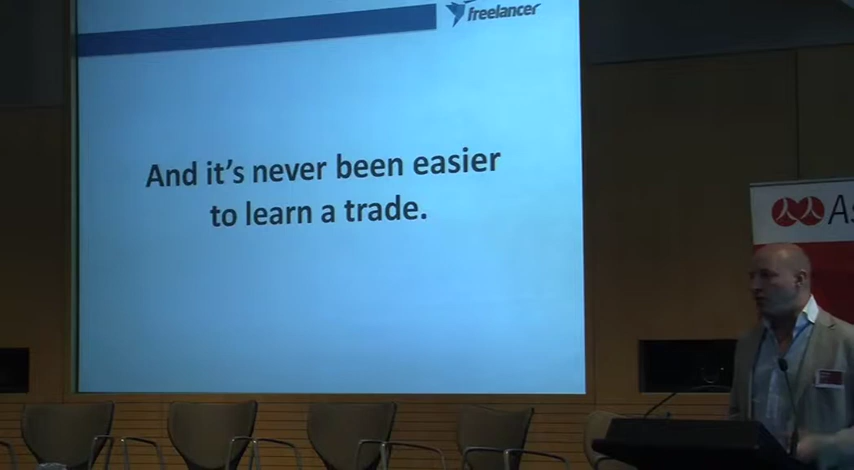 freelancer
And it's never been easier
to learn a trade.